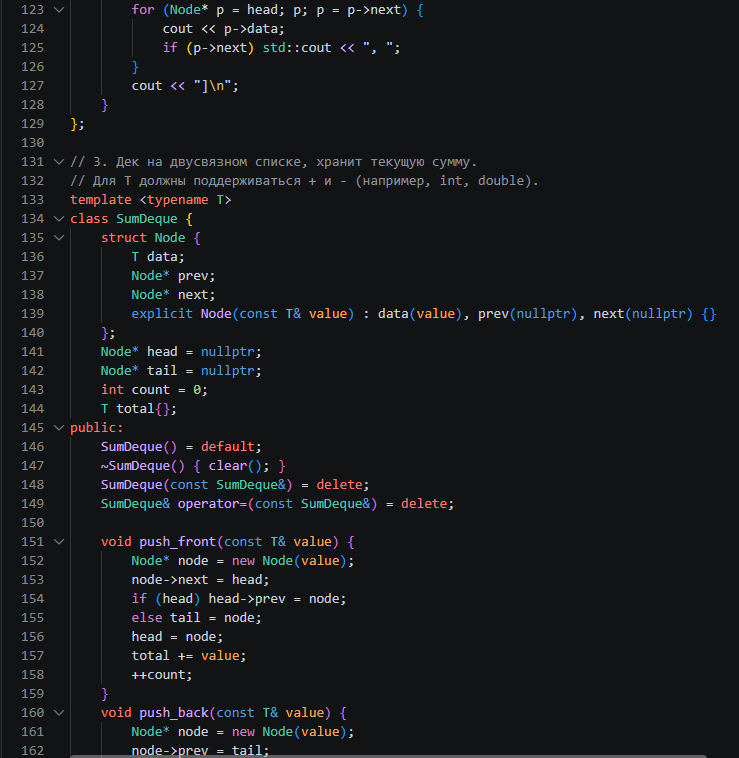 123 for (Node* p = head; p; p = p->next) {
124 cout << p->data;
125 if (p->next) std::cout << ", ";
126 }
127 cout << "]\n";
128 }
129 };
130
131 // 3. Дек на двусвязном списке, хранит текущую сумму.
132 // Для T должны поддерживаться + и - (например, int, double).
133 template <typename T>
134 class SumDeque {
135 struct Node {
136 T data;
137 Node* prev;
138 Node* next;
139 explicit Node(const T& value) : data(value), prev(nullptr), next(nullptr) {}
140 };
141 Node* head = nullptr;
142 Node* tail = nullptr;
143 int count = 0;
144 T total{};
145 public:
146 SumDeque() = default;
147 ~SumDeque() { clear(); }
148 SumDeque(const SumDeque&) = delete;
149 SumDeque& operator=(const SumDeque&) = delete;
150
151 void push_front(const T& value) {
152 Node* node = new Node(value);
153 node->next = head;
154 if (head) head->prev = node;
155 else tail = node;
156 head = node;
157 total += value;
158 ++count;
159 }
160 void push_back(const T& value) {
161 Node* node = new Node(value);
162 node->prev = tail;